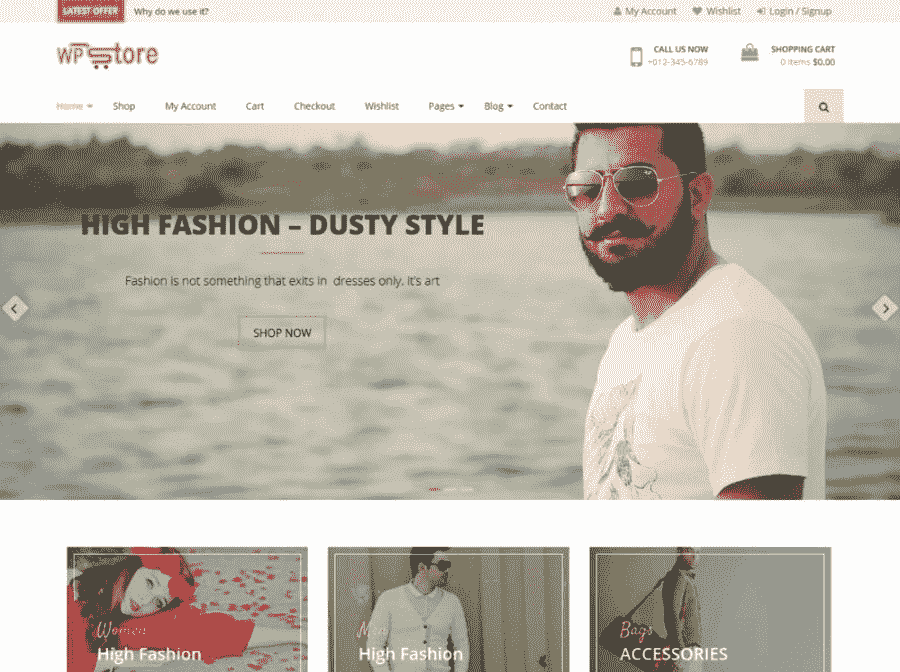 LATEST OFFER Why do we use it? My Account Wishlist Login / Signup
WP Store
CALL US NOW
+012-345-6789
SHOPPING CART
0 items $0.00
Home Shop My Account Cart Checkout Wishlist Pages Blog Contact
HIGH FASHION – DUSTY STYLE
Fashion is not something that exits in dresses only. It's art
SHOP NOW
Women
High Fashion
Men
High Fashion
Bags
ACCESSORIES